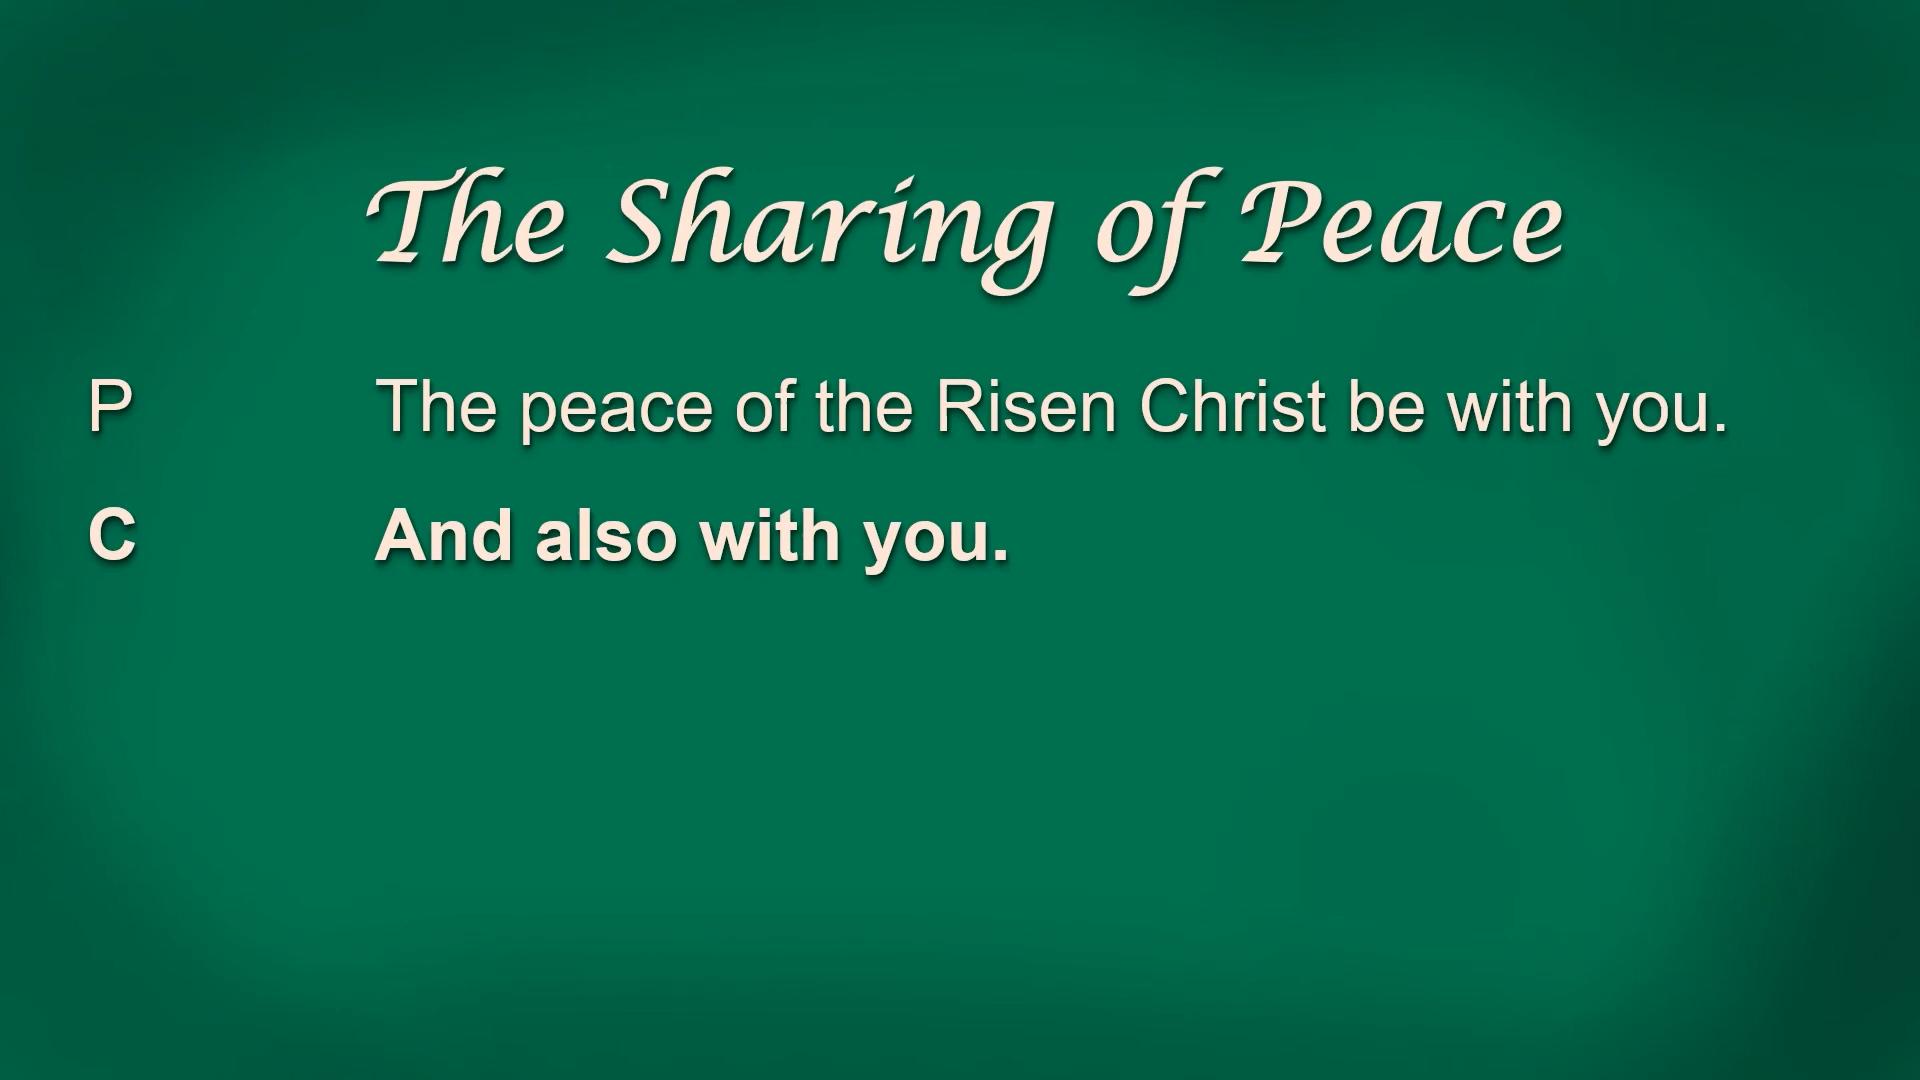 The Sharing of Peace
P The peace of the Risen Christ be with you.
C And also with you.